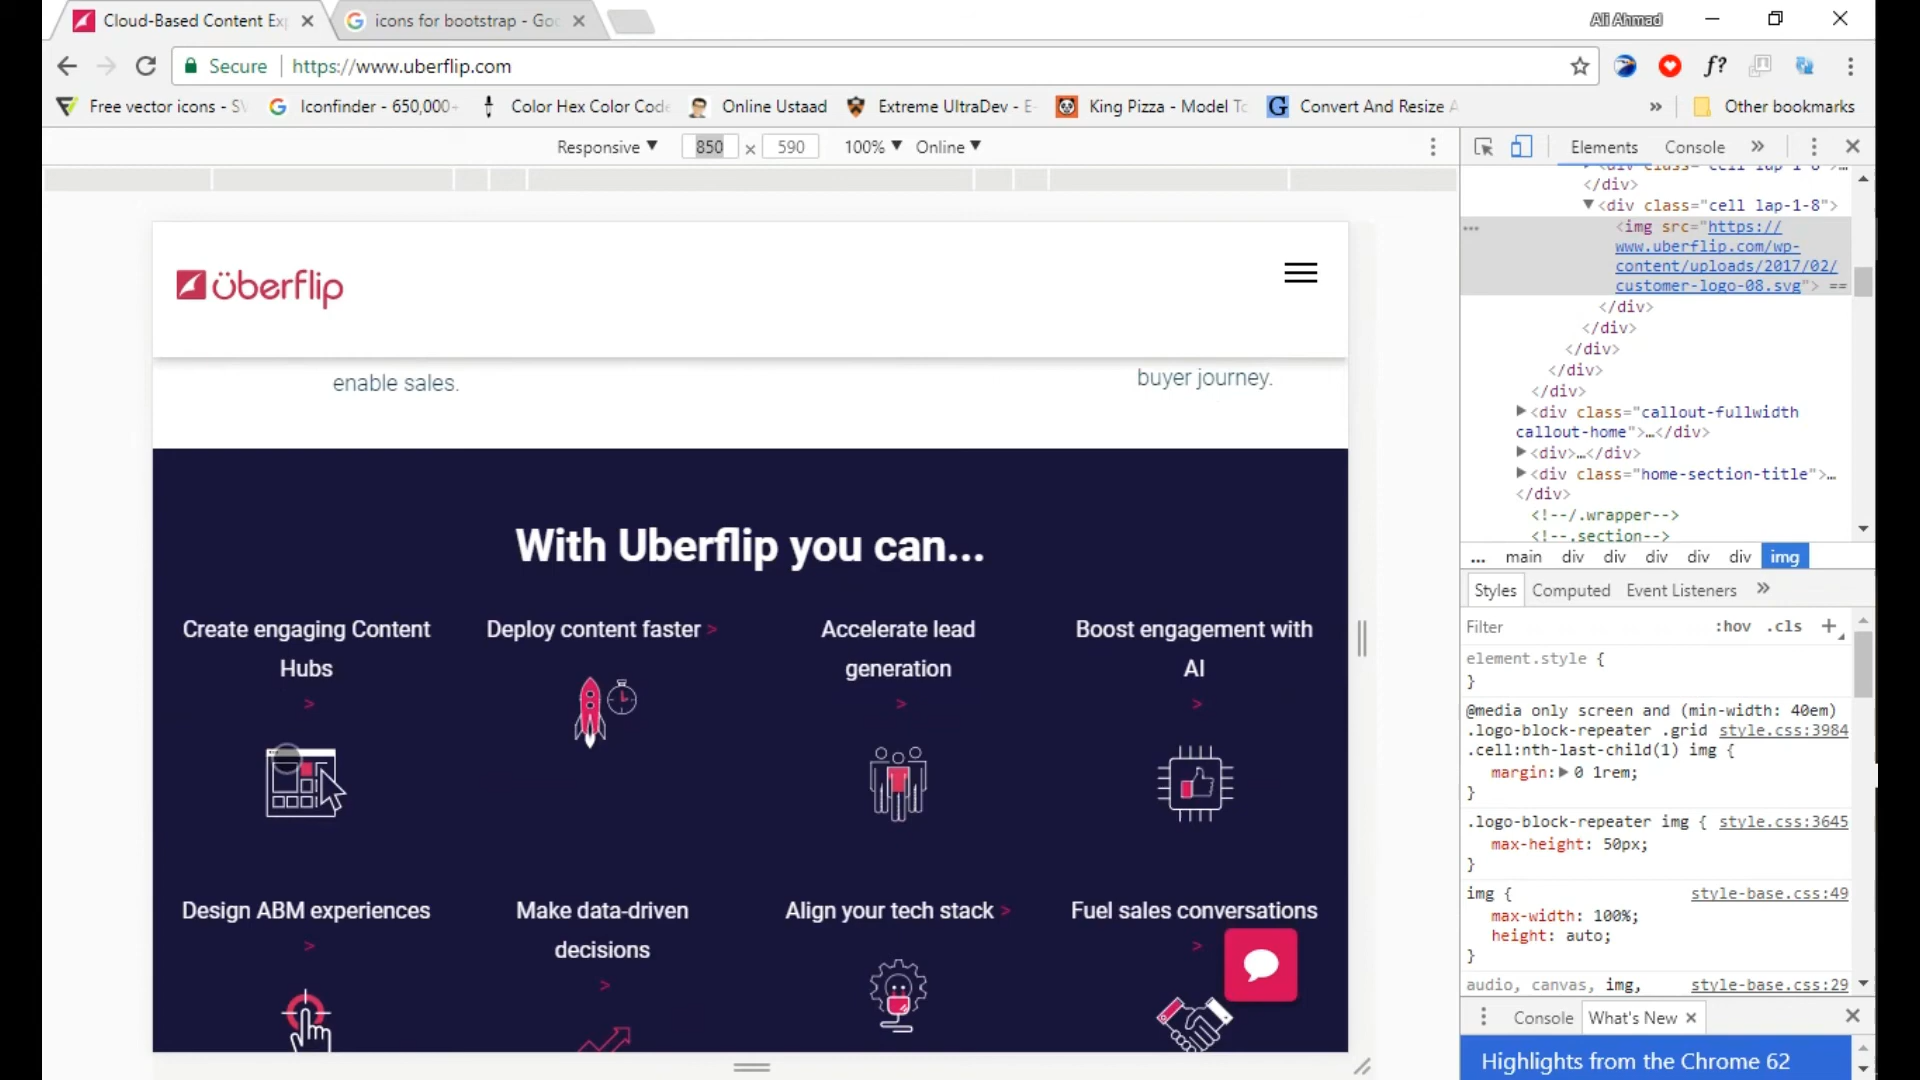 Cloud-Based Content Exp
icons for bootstrap - Goo
Ali Ahmad
Secure
https://www.uberflip.com
f?
Free vector icons - SV
Iconfinder - 650,000+
Color Hex Color Code
Online Ustaad
Extreme UltraDev - E
King Pizza - Model To
Convert And Resize A
»
Other bookmarks
Responsive ▼
850
x
590
100% ▼
Online ▼
Elements
Console
»
überflip
enable sales.
buyer journey.
With Uberflip you can...
Create engaging Content
Hubs
>
Deploy content faster >
Accelerate lead
generation
>
Boost engagement with
AI
>
Design ABM experiences
>
Make data-driven
decisions
>
Align your tech stack >
Fuel sales conversations
>
</div>
▼<div class="cell lap-1-8">
<img src="https://
www.uberflip.com/wp-
content/uploads/2017/02/
customer-logo-08.svg"> ==
</div>
</div>
</div>
</div>
</div>
▶<div class="callout-fullwidth
callout-home">…</div>
▶<div>…</div>
▶<div class="home-section-title">…
</div>
<!--/.wrapper-->
<!--.section-->
... main div div div div div img
Styles
Computed
Event Listeners
»
Filter
:hov
.cls
+
element.style {
}
@media only screen and (min-width: 40em)
.logo-block-repeater .grid style.css:3984
.cell:nth-last-child(1) img {
margin:▶ 0 1rem;
}
.logo-block-repeater img { style.css:3645
max-height: 50px;
}
img { style-base.css:49
max-width: 100%;
height: auto;
}
audio, canvas, img, style-base.css:29
Console
What's New
Highlights from the Chrome 62